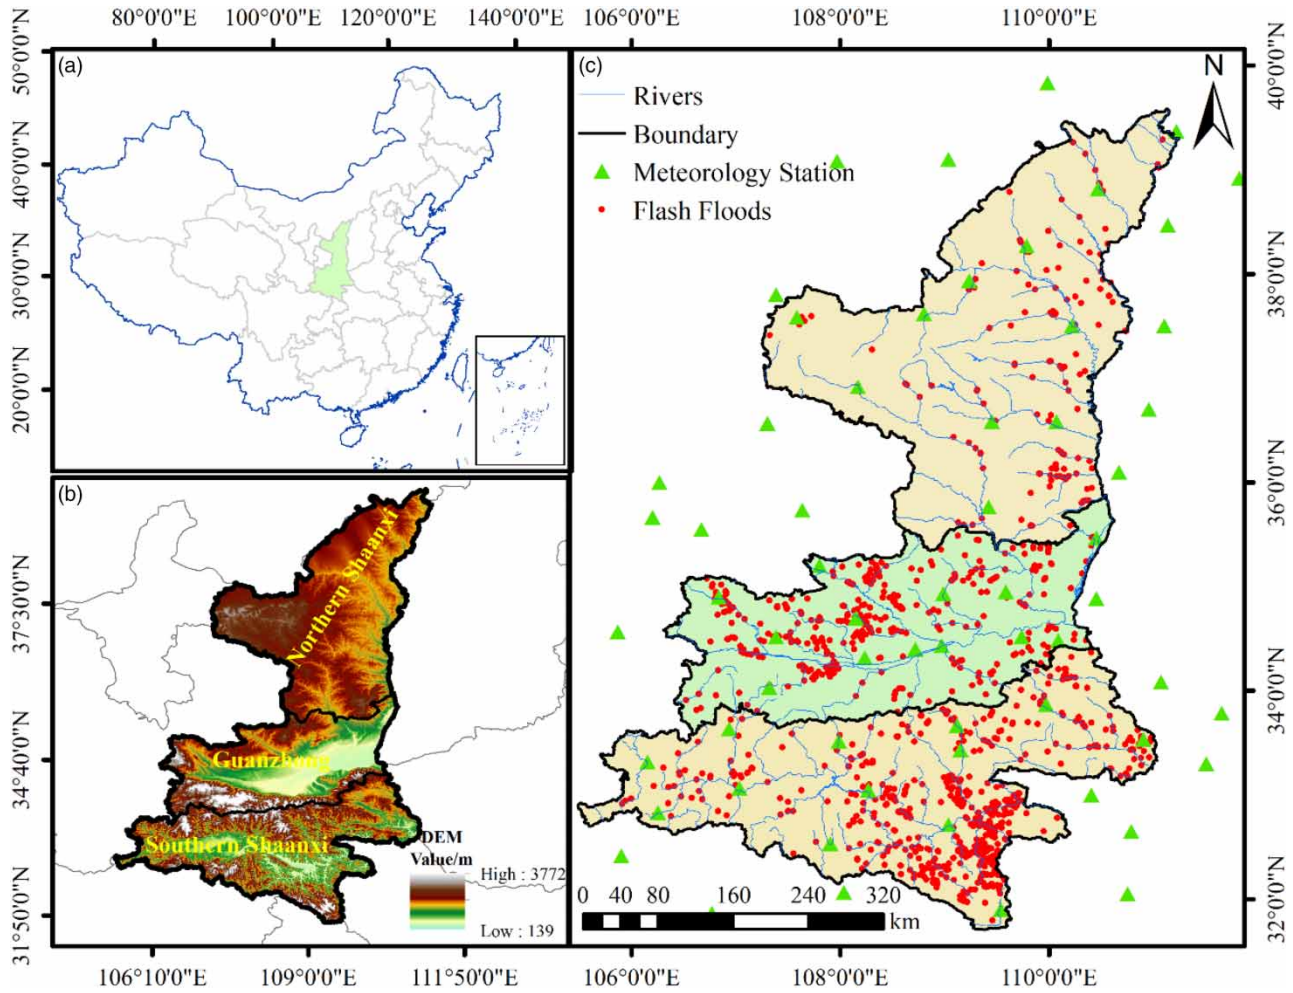 80°0'0"E 100°0'0"E 120°0'0"E 140°0'0"E
106°0'0"E 108°0'0"E 110°0'0"E
50°0'0"N
40°0'0"N
30°0'0"N
20°0'0"N
(a)
(b)
Northern Shaanxi
Guanzhong
Southern Shaanxi
DEM
Value/m
High : 3772
Low : 139
37°30'0"N
34°40'0"N
31°50'0"N
106°10'0"E 109°0'0"E 111°50'0"E
(c)
N
Rivers
Boundary
Meteorology Station
Flash Floods
40°0'0"N
38°0'0"N
36°0'0"N
34°0'0"N
32°0'0"N
0 40 80 160 240 320
km
106°0'0"E 108°0'0"E 110°0'0"E